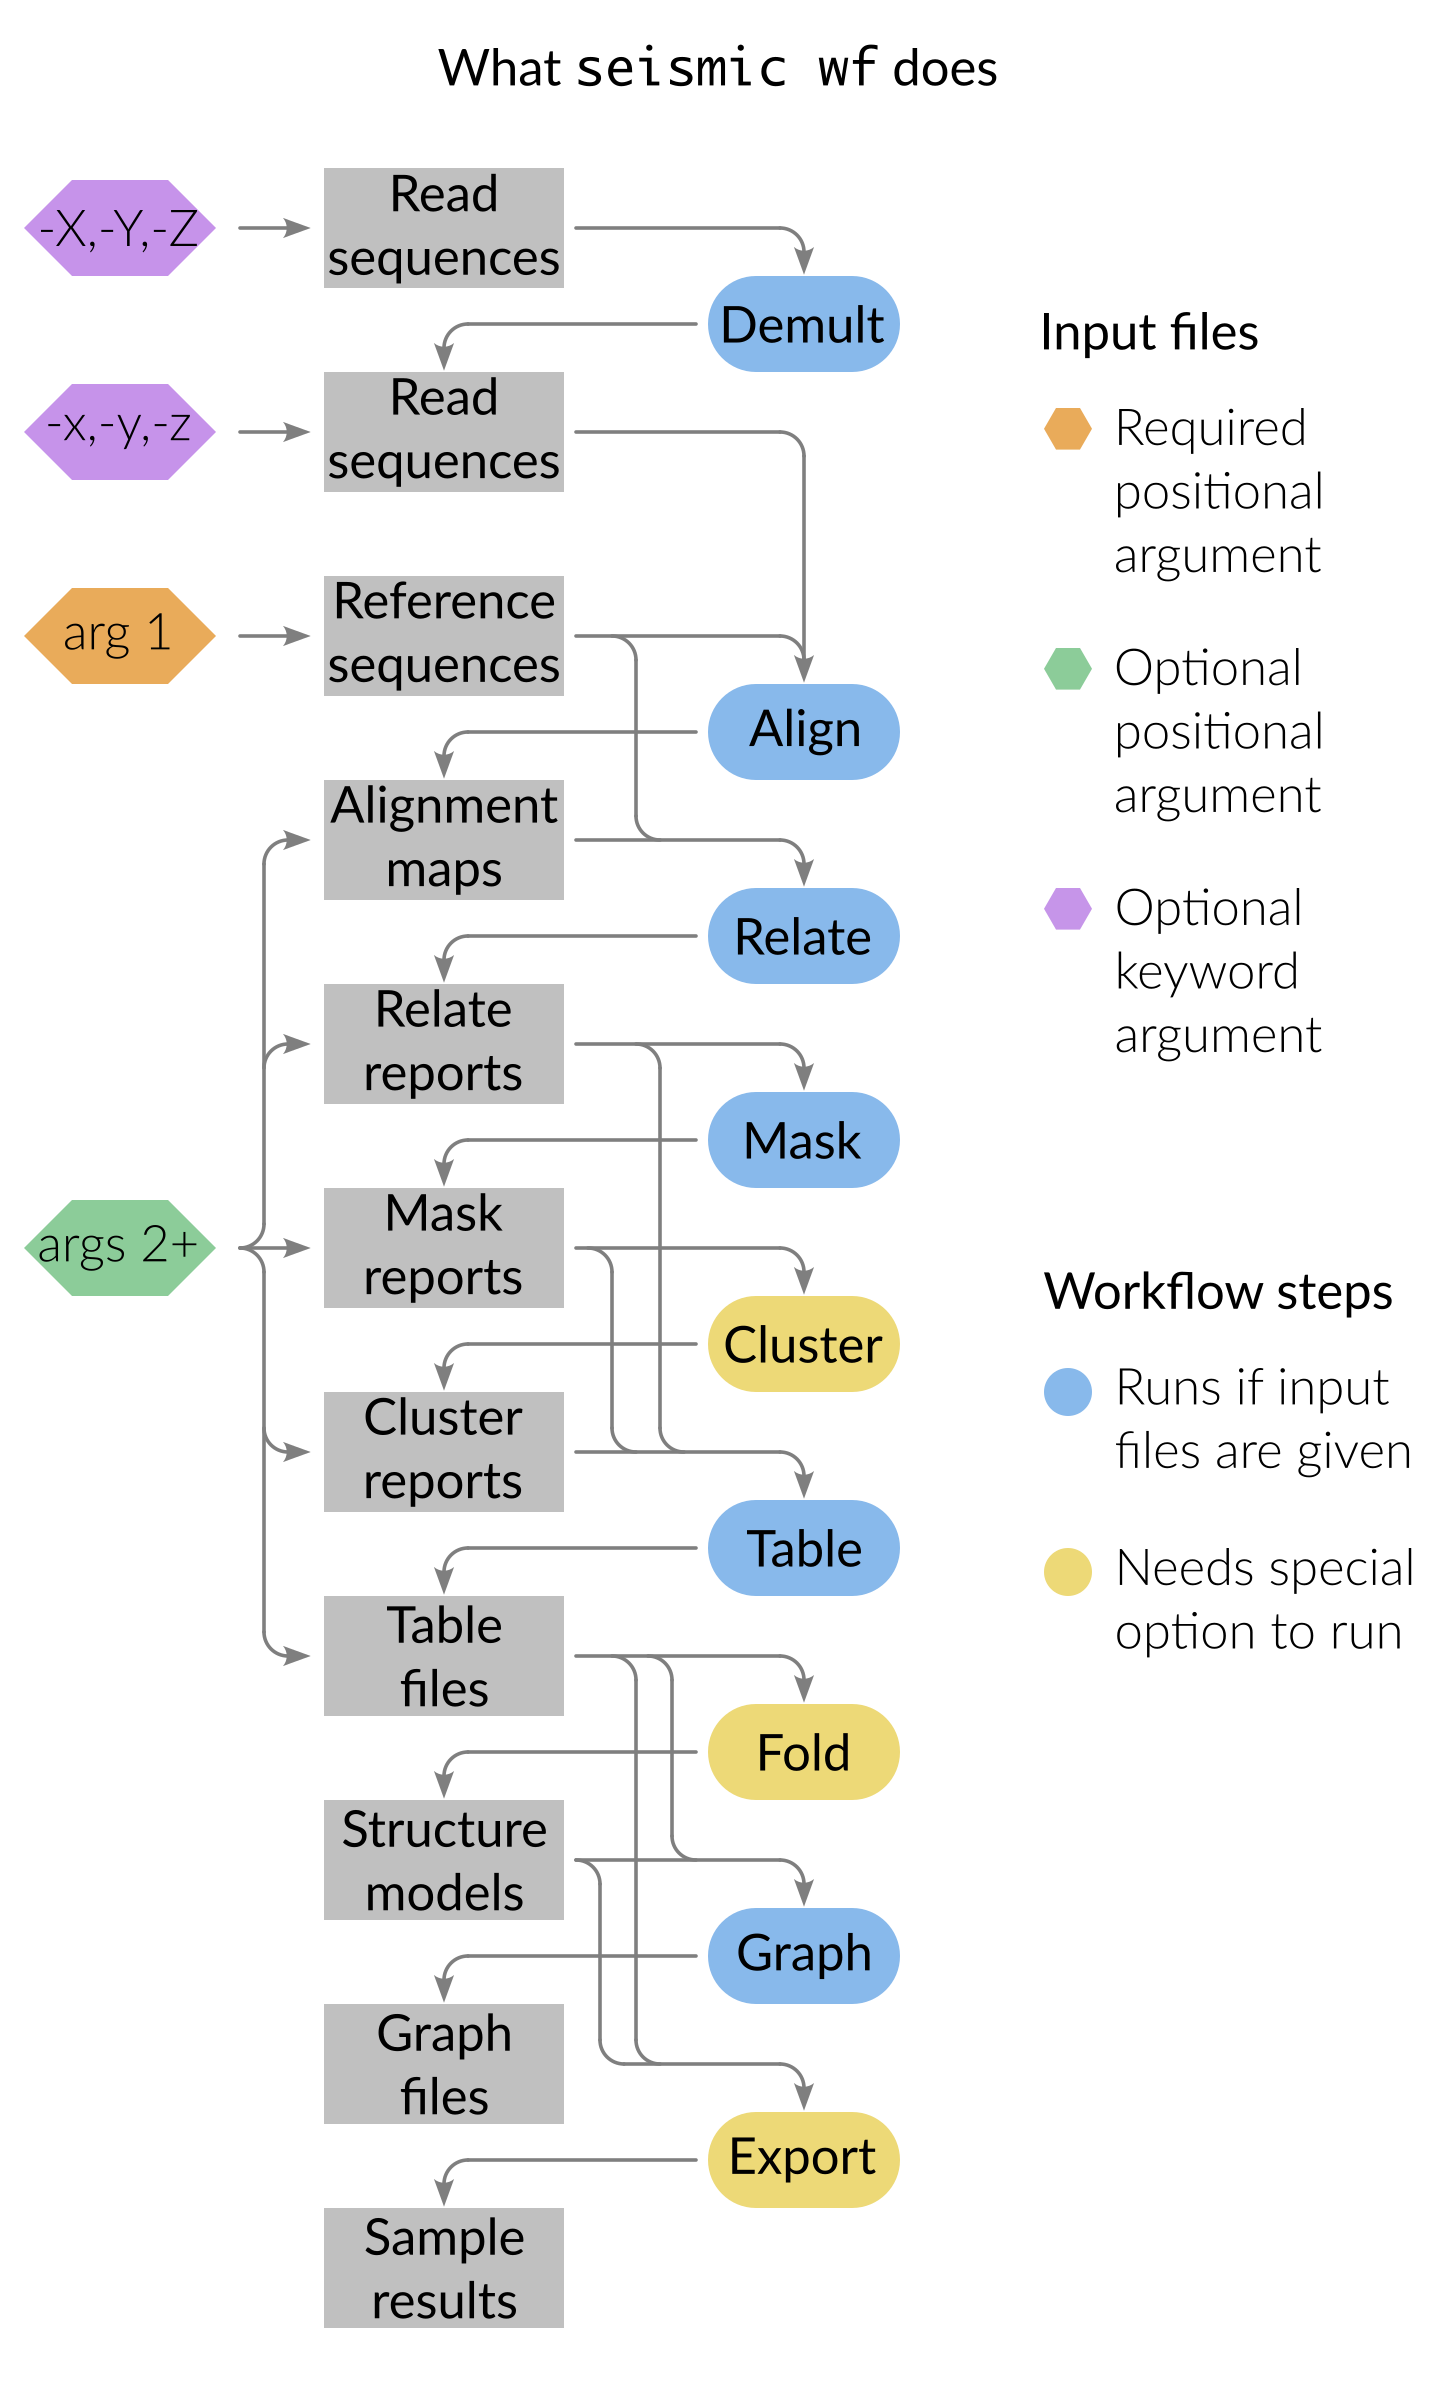 What seismic wf does
-X,-Y,-Z
Read
sequences
Demult
-x,-y,-z
Read
sequences
arg 1
Reference
sequences
Align
Alignment
maps
Relate
Relate
reports
Mask
args 2+
Mask
reports
Cluster
Cluster
reports
Table
Table
files
Fold
Structure
models
Graph
Graph
files
Export
Sample
results
Input files
Required
positional
argument
Optional
positional
argument
Optional
keyword
argument
Workflow steps
Runs if input
files are given
Needs special
option to run